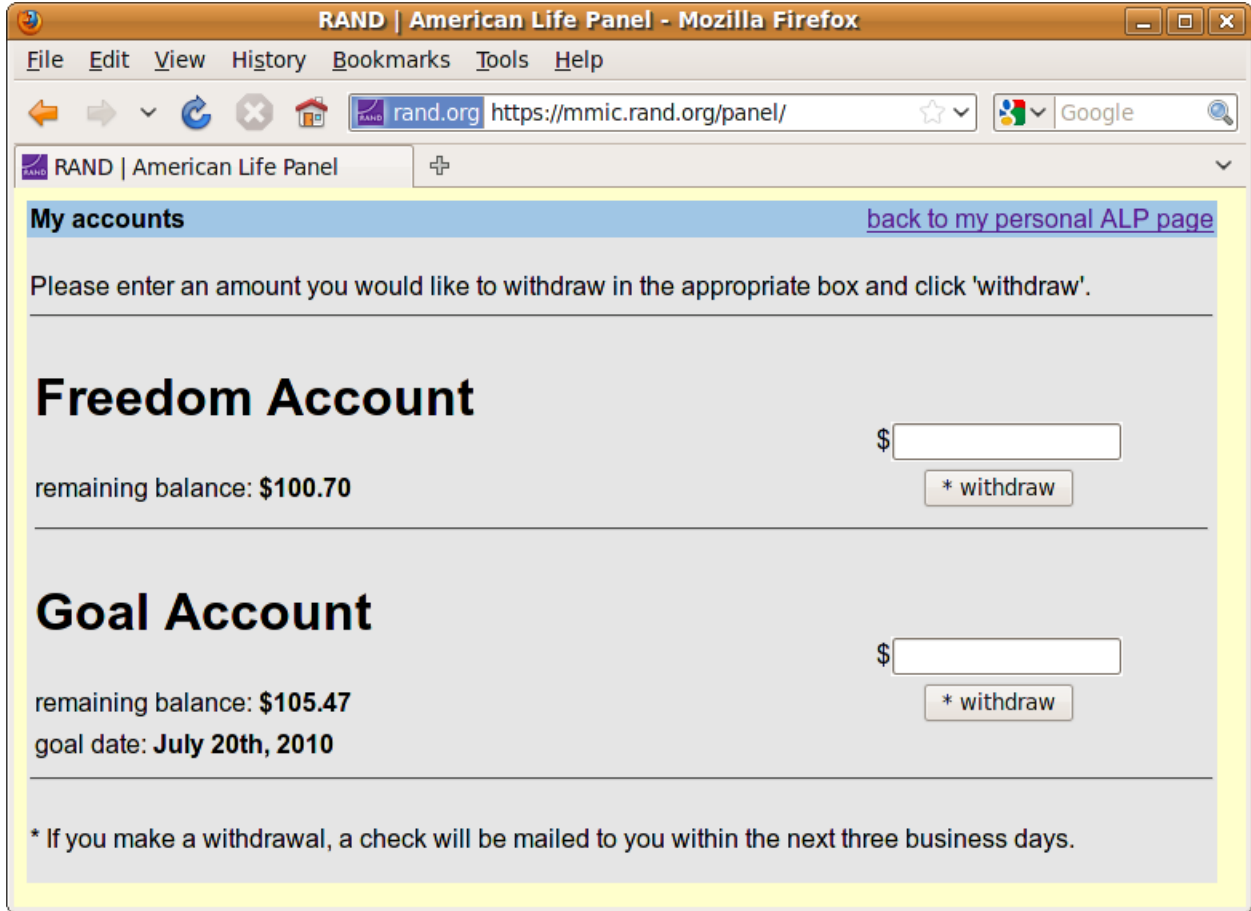 RAND | American Life Panel - Mozilla Firefox
File Edit View History Bookmarks Tools Help
RAND rand.org https://mmic.rand.org/panel/ Google
RAND RAND | American Life Panel
My accounts back to my personal ALP page
Please enter an amount you would like to withdraw in the appropriate box and click 'withdraw'.
Freedom Account
$
remaining balance: $100.70 * withdraw
Goal Account
$
remaining balance: $105.47 * withdraw
goal date: July 20th, 2010
* If you make a withdrawal, a check will be mailed to you within the next three business days.